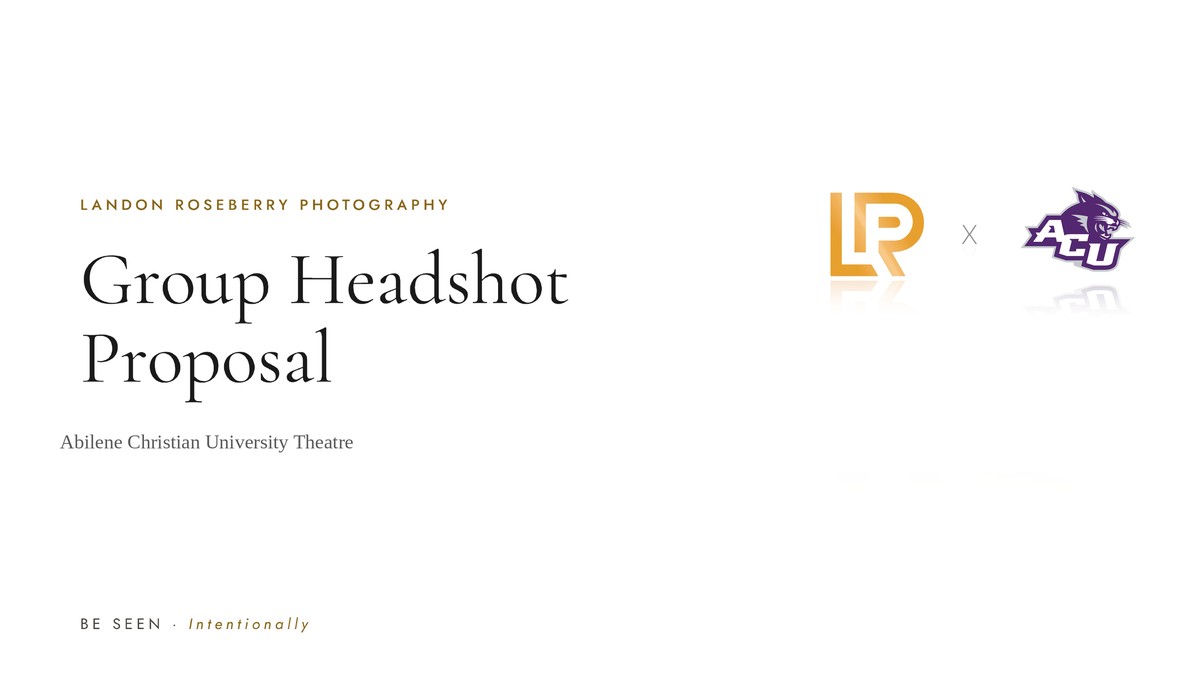 LANDON ROSEBERRY PHOTOGRAPHY
Group Headshot
Proposal
Abilene Christian University Theatre
LR X ACU
BE SEEN · Intentionally